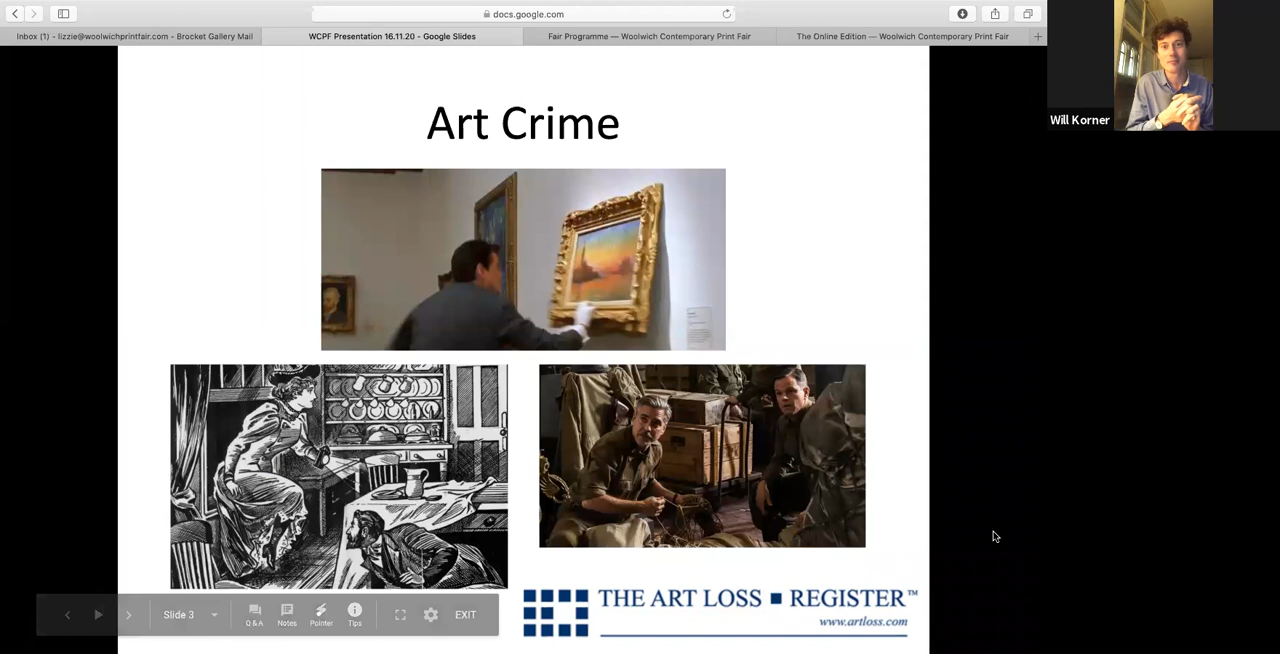 docs.google.com
Inbox (1) - lizzie@woolwichprintfair.com - Brocket Gallery Mail
WCPF Presentation 16.11.20 - Google Slides
Fair Programme — Woolwich Contemporary Print Fair
The Online Edition — Woolwich Contemporary Print Fair
Will Korner
Art Crime
Slide 3
Q & A
Notes
Pointer
Tips
EXIT
THE ART LOSS ■ REGISTER™
www.artloss.com